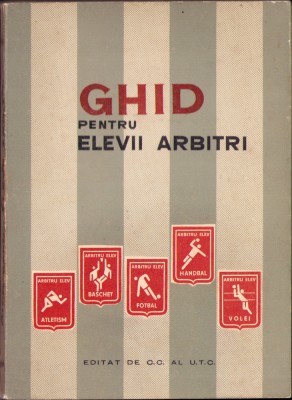 GHID
PENTRU
ELEVII ARBITRI
ARBITRU ELEV
ATLETISM
ARBITRU ELEV
BASCHET
ARBITRU ELEV
FOTBAL
ARBITRU ELEV
HANDBAL
ARBITRU ELEV
VOLEI
EDITAT DE C.C. AL U.T.C.